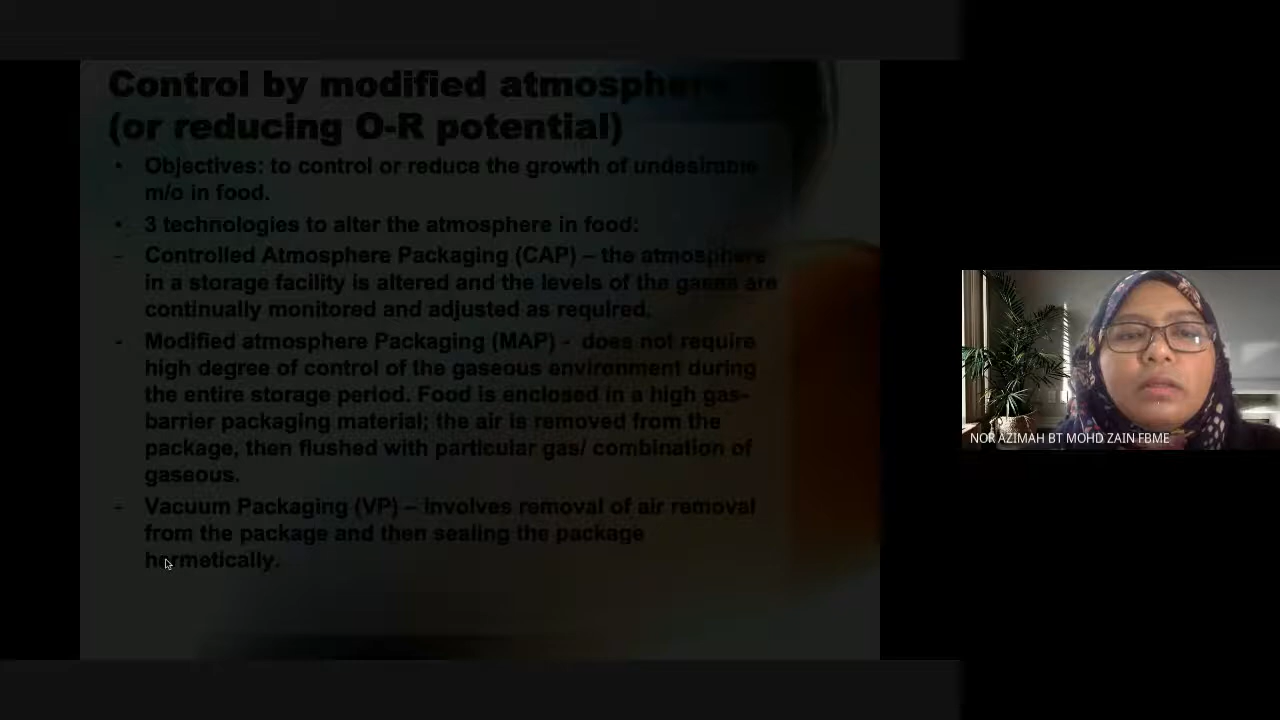 Control by modified atmosphere
(or reducing O-R potential)
• Objectives: to control or reduce the growth of undesirable
m/o in food.
• 3 technologies to alter the atmosphere in food:
- Controlled Atmosphere Packaging (CAP) – the atmosphere
in a storage facility is altered and the levels of the gases are
continually monitored and adjusted as required.
- Modified atmosphere Packaging (MAP) - does not require
high degree of control of the gaseous environment during
the entire storage period. Food is enclosed in a high gas-
barrier packaging material; the air is removed from the
package, then flushed with particular gas/ combination of
gaseous.
- Vacuum Packaging (VP) – involves removal of air removal
from the package and then sealing the package
hermetically.
NOR AZIMAH BT MOHD ZAIN FBME